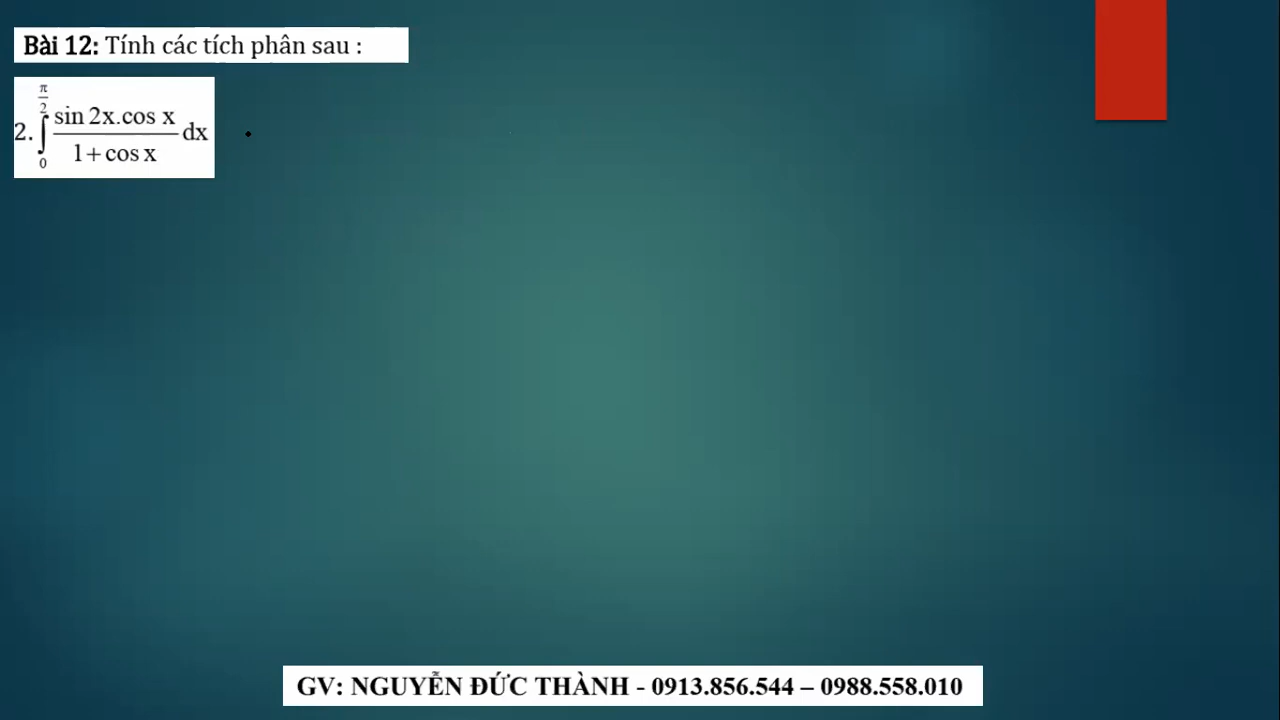 Bài 12: Tính các tích phân sau :
2. ∫₀^(π/2) (sin 2x.cos x)/(1+cos x) dx
GV: NGUYỄN ĐỨC THÀNH - 0913.856.544 – 0988.558.010